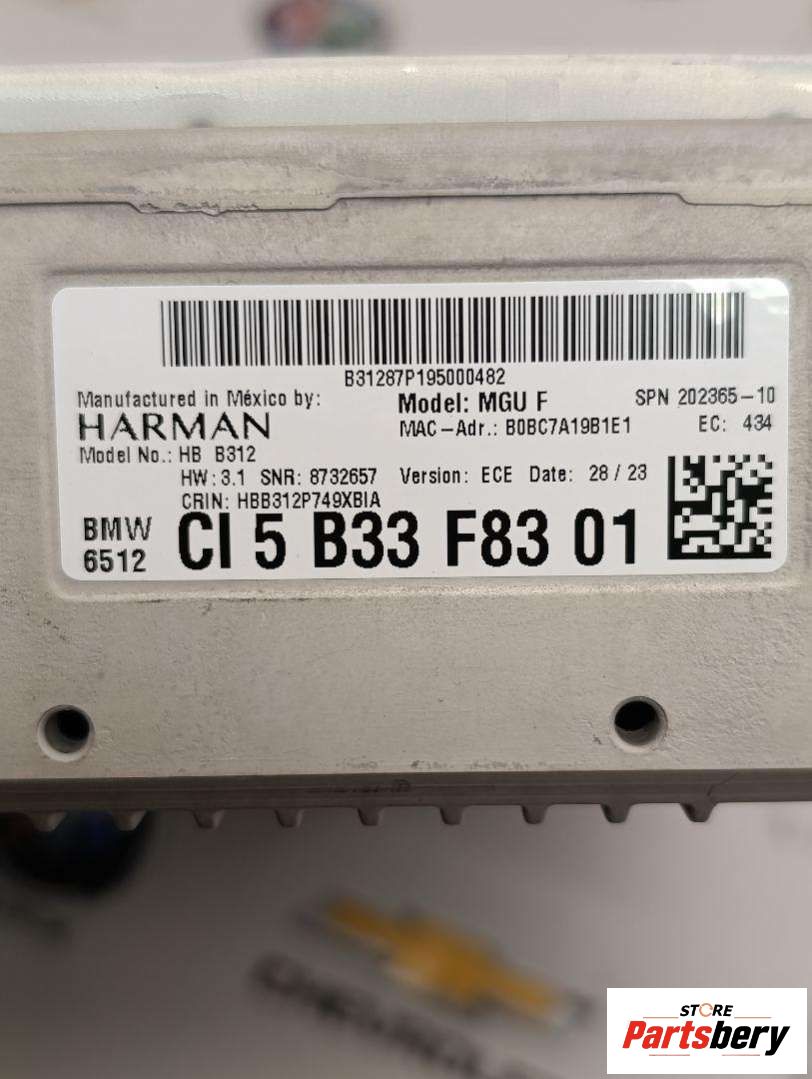 B31287P195000482
Manufactured in México by:
HARMAN
Model: MGU F
SPN 202365-10
MAC-Adr.: B0BC7A19B1E1
EC: 434
Model No.: HB B312
HW: 3.1 SNR: 8732657 Version: ECE Date: 28 / 23
CRIN: HBB312P749XBIA
BMW
6512
CI 5 B33 F83 01
CHEVROLET
STORE
Partsbery